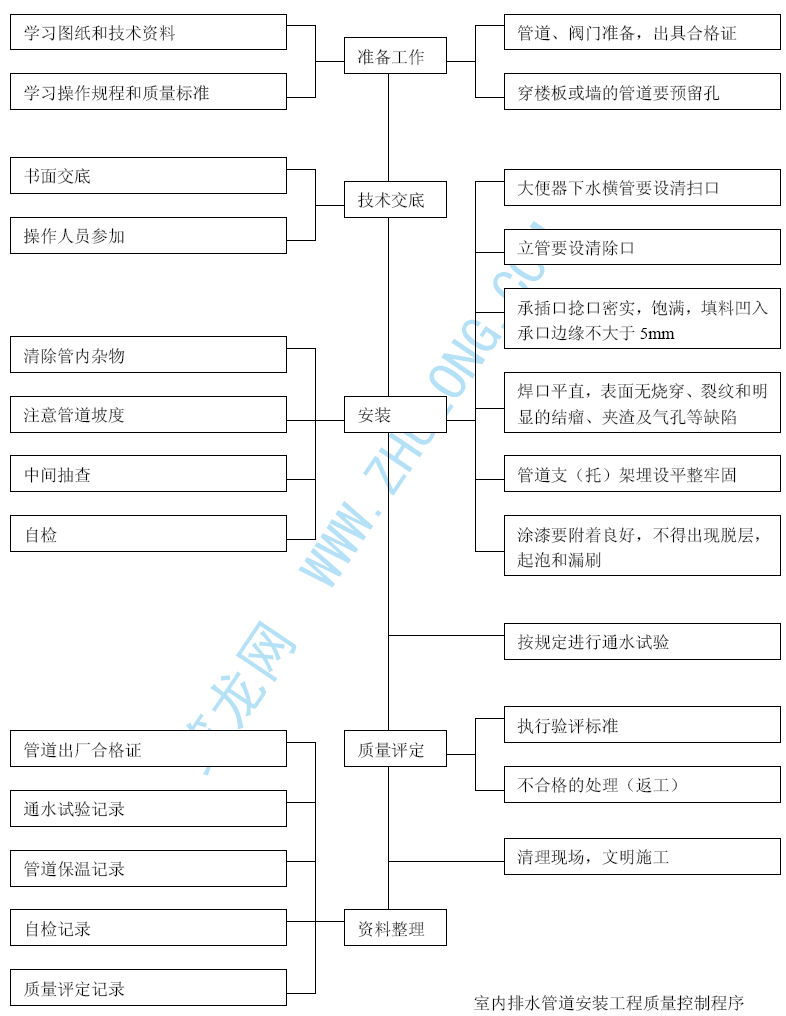 学习图纸和技术资料
学习操作规程和质量标准
准备工作
管道、阀门准备，出具合格证
穿楼板或墙的管道要预留孔
书面交底
操作人员参加
技术交底
大便器下水横管要设清扫口
立管要设清除口
承插口捻口密实，饱满，填料凹入
承口边缘不大于 5mm
清除管内杂物
注意管道坡度
中间抽查
自检
安装
焊口平直，表面无烧穿、裂纹和明
显的结瘤、夹渣及气孔等缺陷
管道支（托）架埋设平整牢固
涂漆要附着良好，不得出现脱层，
起泡和漏刷
按规定进行通水试验
质量评定
执行验评标准
不合格的处理（返工）
清理现场，文明施工
管道出厂合格证
通水试验记录
管道保温记录
自检记录
质量评定记录
资料整理
室内排水管道安装工程质量控制程序
龙网 WWW.ZHULONG.COM